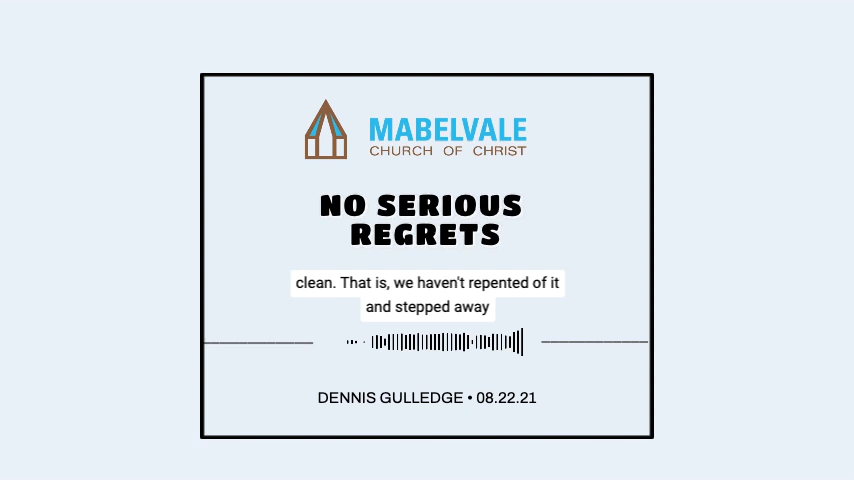 MABELVALE
CHURCH OF CHRIST
NO SERIOUS
REGRETS
clean. That is, we haven't repented of it
and stepped away
DENNIS GULLEDGE • 08.22.21